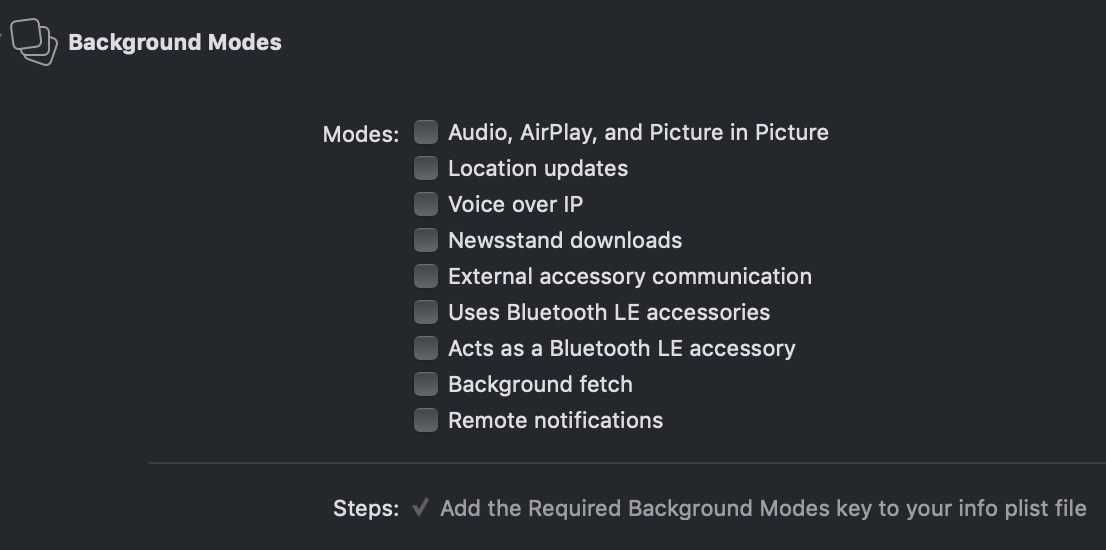 Background Modes
Modes: Audio, AirPlay, and Picture in Picture
Location updates
Voice over IP
Newsstand downloads
External accessory communication
Uses Bluetooth LE accessories
Acts as a Bluetooth LE accessory
Background fetch
Remote notifications
Steps: ✓ Add the Required Background Modes key to your info plist file